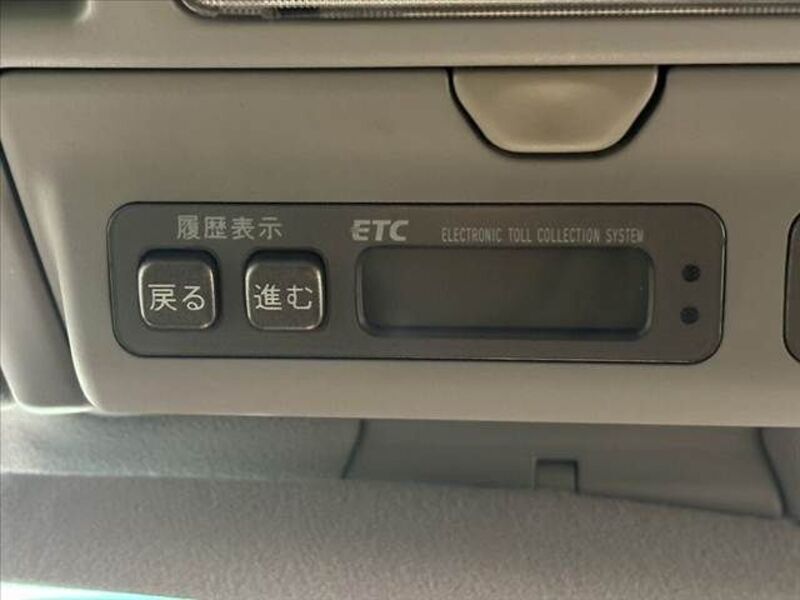 履歴表示
戻る
進む
ETC
ELECTRONIC TOLL COLLECTION SYSTEM